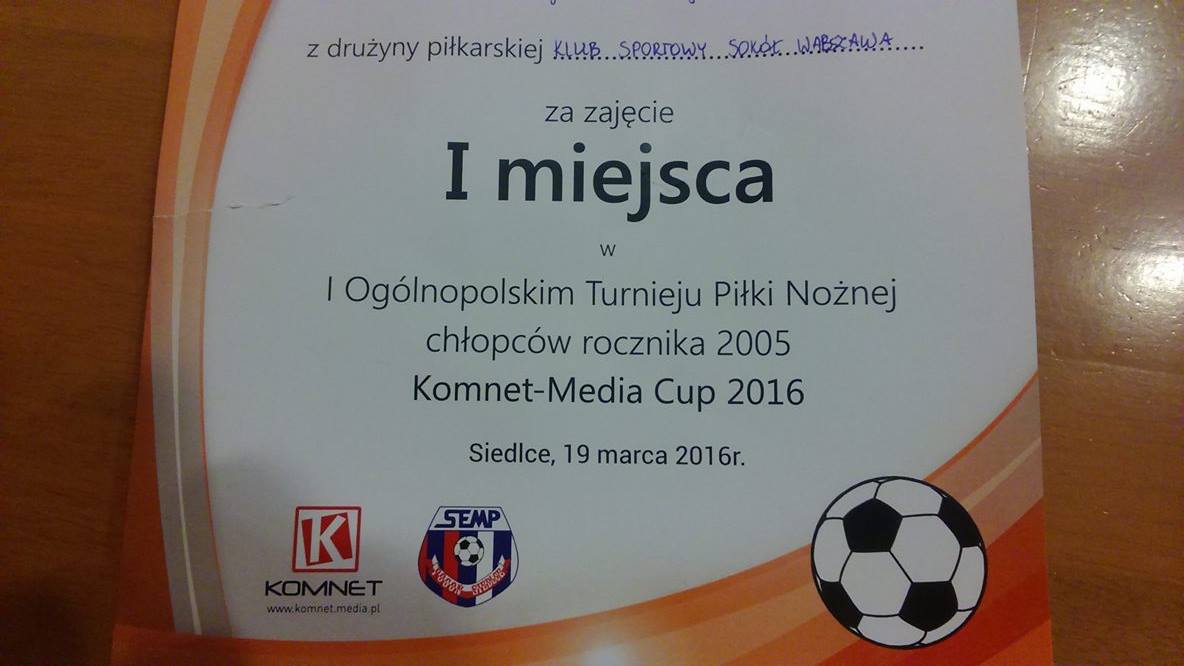 z drużyny piłkarskiej KLUB SPORTOWY SOKÓŁ WARSZAWA
za zajęcie
I miejsca
w
I Ogólnopolskim Turnieju Piłki Nożnej
chłopców rocznika 2005
Komnet-Media Cup 2016
Siedlce, 19 marca 2016r.
K
KOMNET
www.komnet.media.pl
SEMP